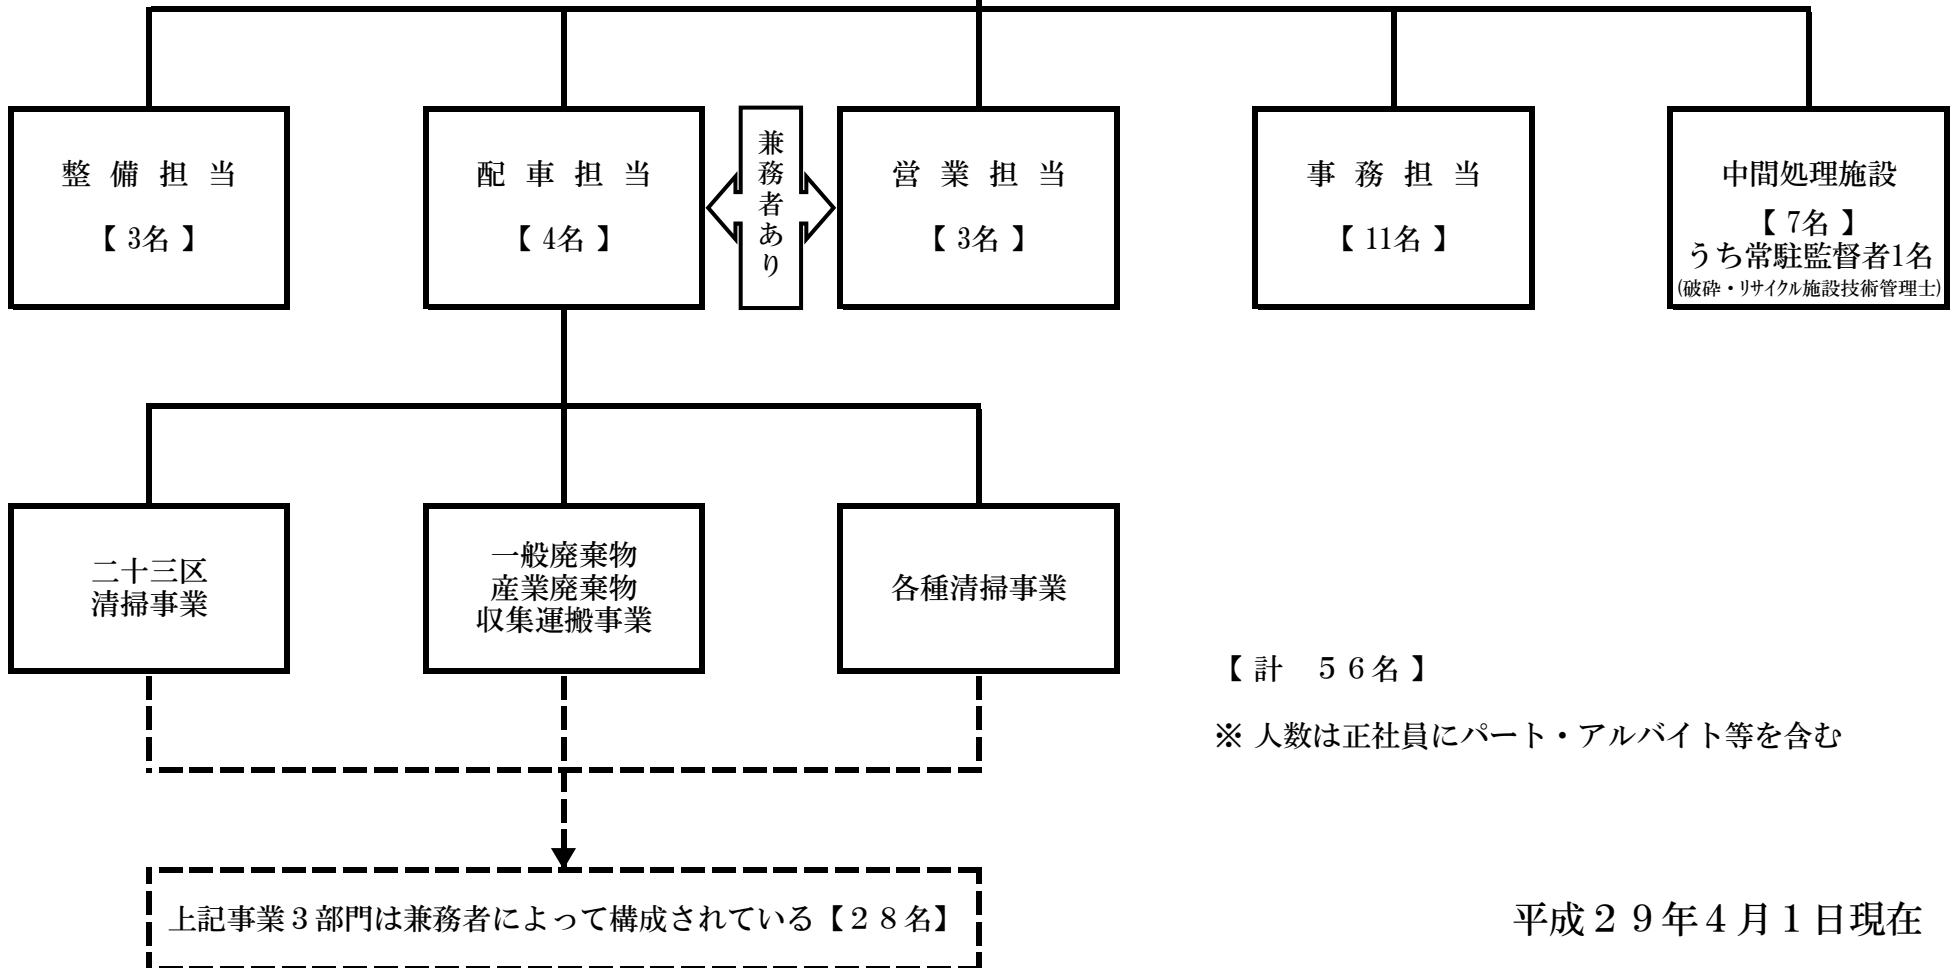 整備担当
【 3名 】
配車担当
【 4名 】
兼務者あり
営業担当
【 3名 】
事務担当
【 11名 】
中間処理施設
【 7名 】
うち常駐監督者1名
(破砕・ﾘｻｲｸﾙ施設技術管理士)
二十三区
清掃事業
一般廃棄物
産業廃棄物
収集運搬事業
各種清掃事業
【 計　５６名 】
※ 人数は正社員にパート・アルバイト等を含む
上記事業３部門は兼務者によって構成されている【２８名】
平成２９年４月１日現在